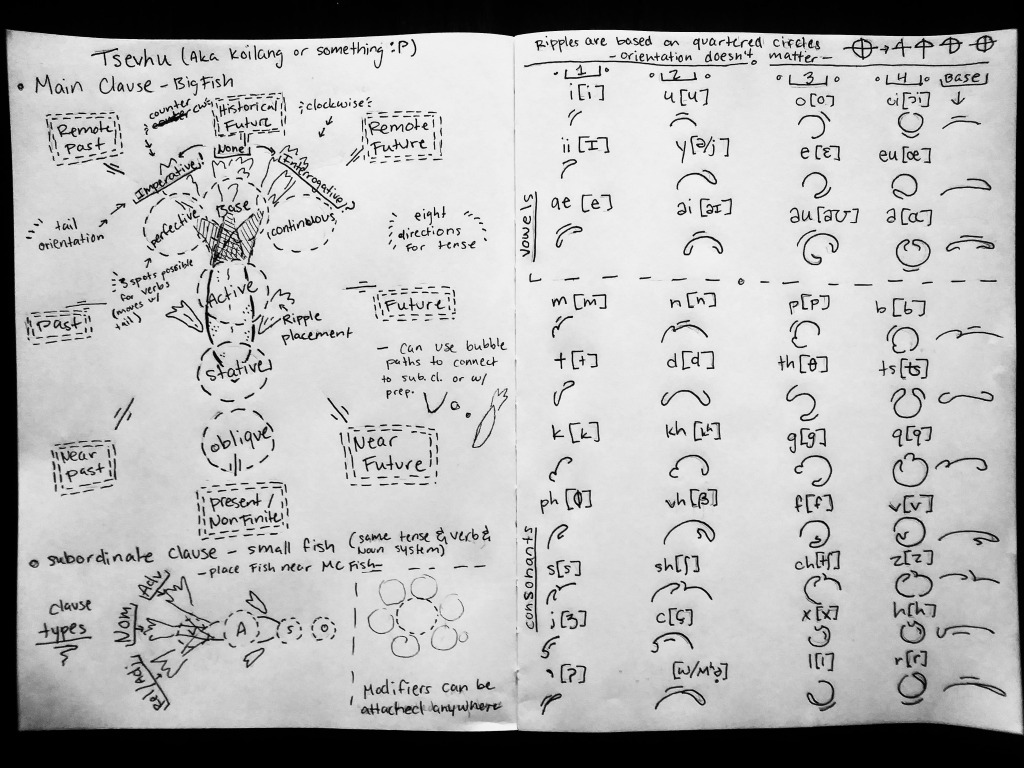 Tsevhu (Aka Koilang or something :P)
• Main Clause - Big Fish
Remote Past
counter
cw
Historical Future
clockwise
Remote Future
None
Imperative
Interrogative
Base
perfective
continuous
tail orientation
eight directions for tense
3 spots possible for verbs (moves w/ tail)
Active
Past
Future
Ripple placement
Stative
- Can use bubble
paths to connect
to sub. cl. or w/
prep.
oblique
Near Past
Near Future
Present / NonFinite
• subordinate clause - small fish (same tense & verb & Noun system)
- place Fish near MC Fish
clause types
Adv.
Nom
Rel/Adj
A
S
O
Modifiers can be
attached anywhere
Ripples are based on quartered circles
- orientation doesn't matter -
1 2 3 4 Base
vowels
i[i] u[u] o[o] oi[ɔi]
ii[I] y[ə/j] e[ɛ] eu[œ]
ae[e] ai[aɪ] au[aʊ] a[ɑ]
consonants
m[m] n[n] p[p] b[b]
t[t] d[d] th[θ] ts[ts]
k[k] kh[kh] g[g] q[q]
ph[ɸ] vh[β] f[f] v[v]
s[s] sh[ʃ] ch[tʃ] z[z]
j[ʒ] c[ç] x[x] h[h]
'[ʔ] l[l] r[r]